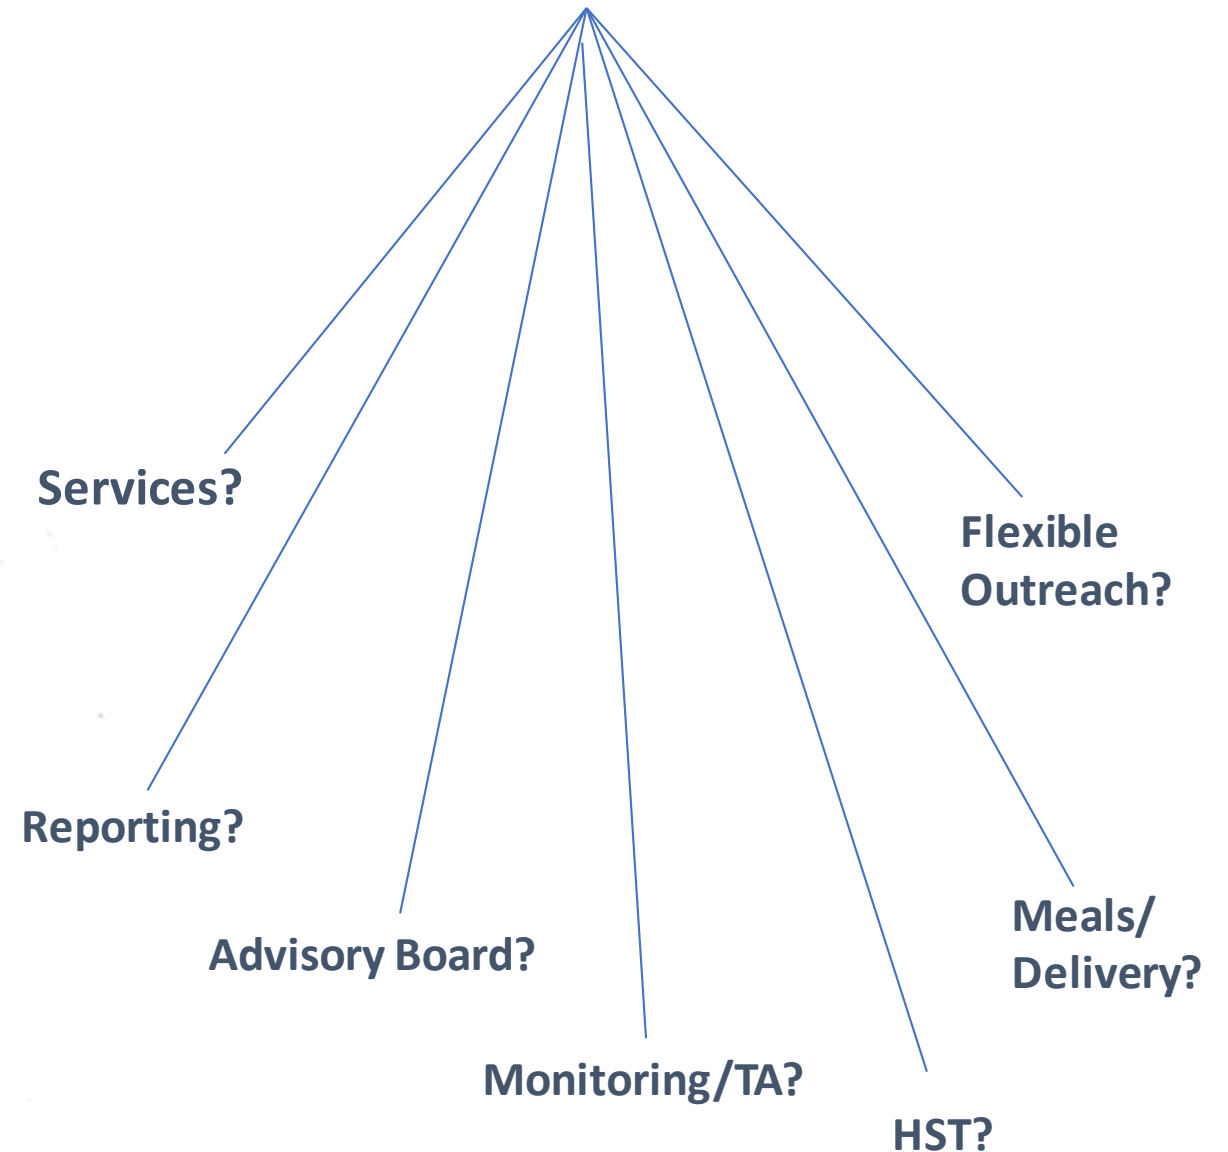 Services?
Flexible
Outreach?
Reporting?
Meals/
Delivery?
Advisory Board?
Monitoring/TA?
HST?